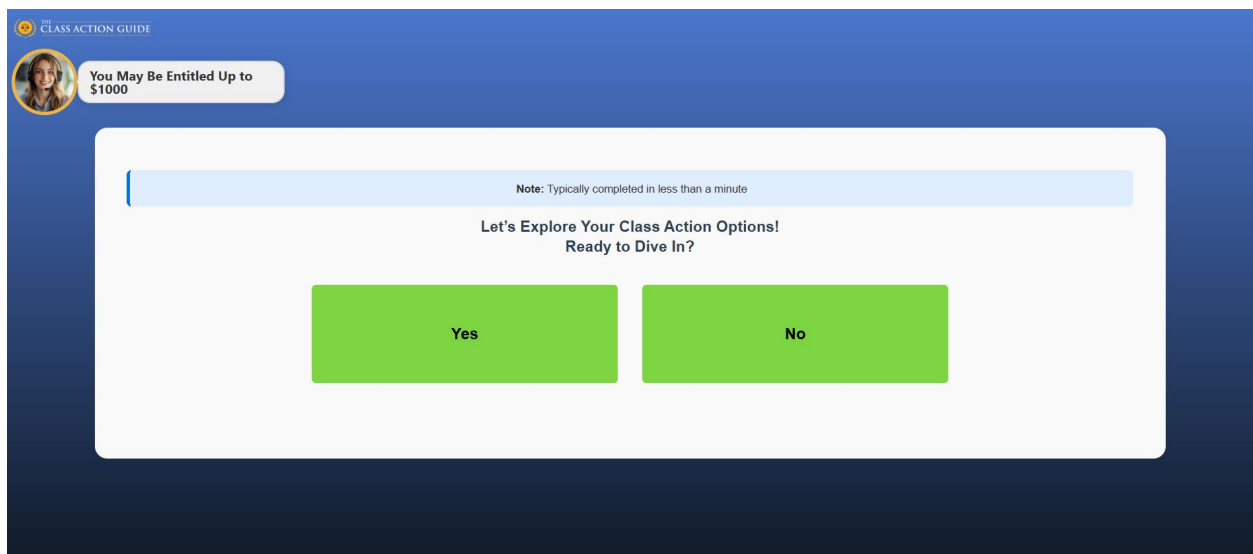 THE
CLASS ACTION GUIDE
You May Be Entitled Up to
$1000
Note: Typically completed in less than a minute
Let’s Explore Your Class Action Options!
Ready to Dive In?
Yes
No